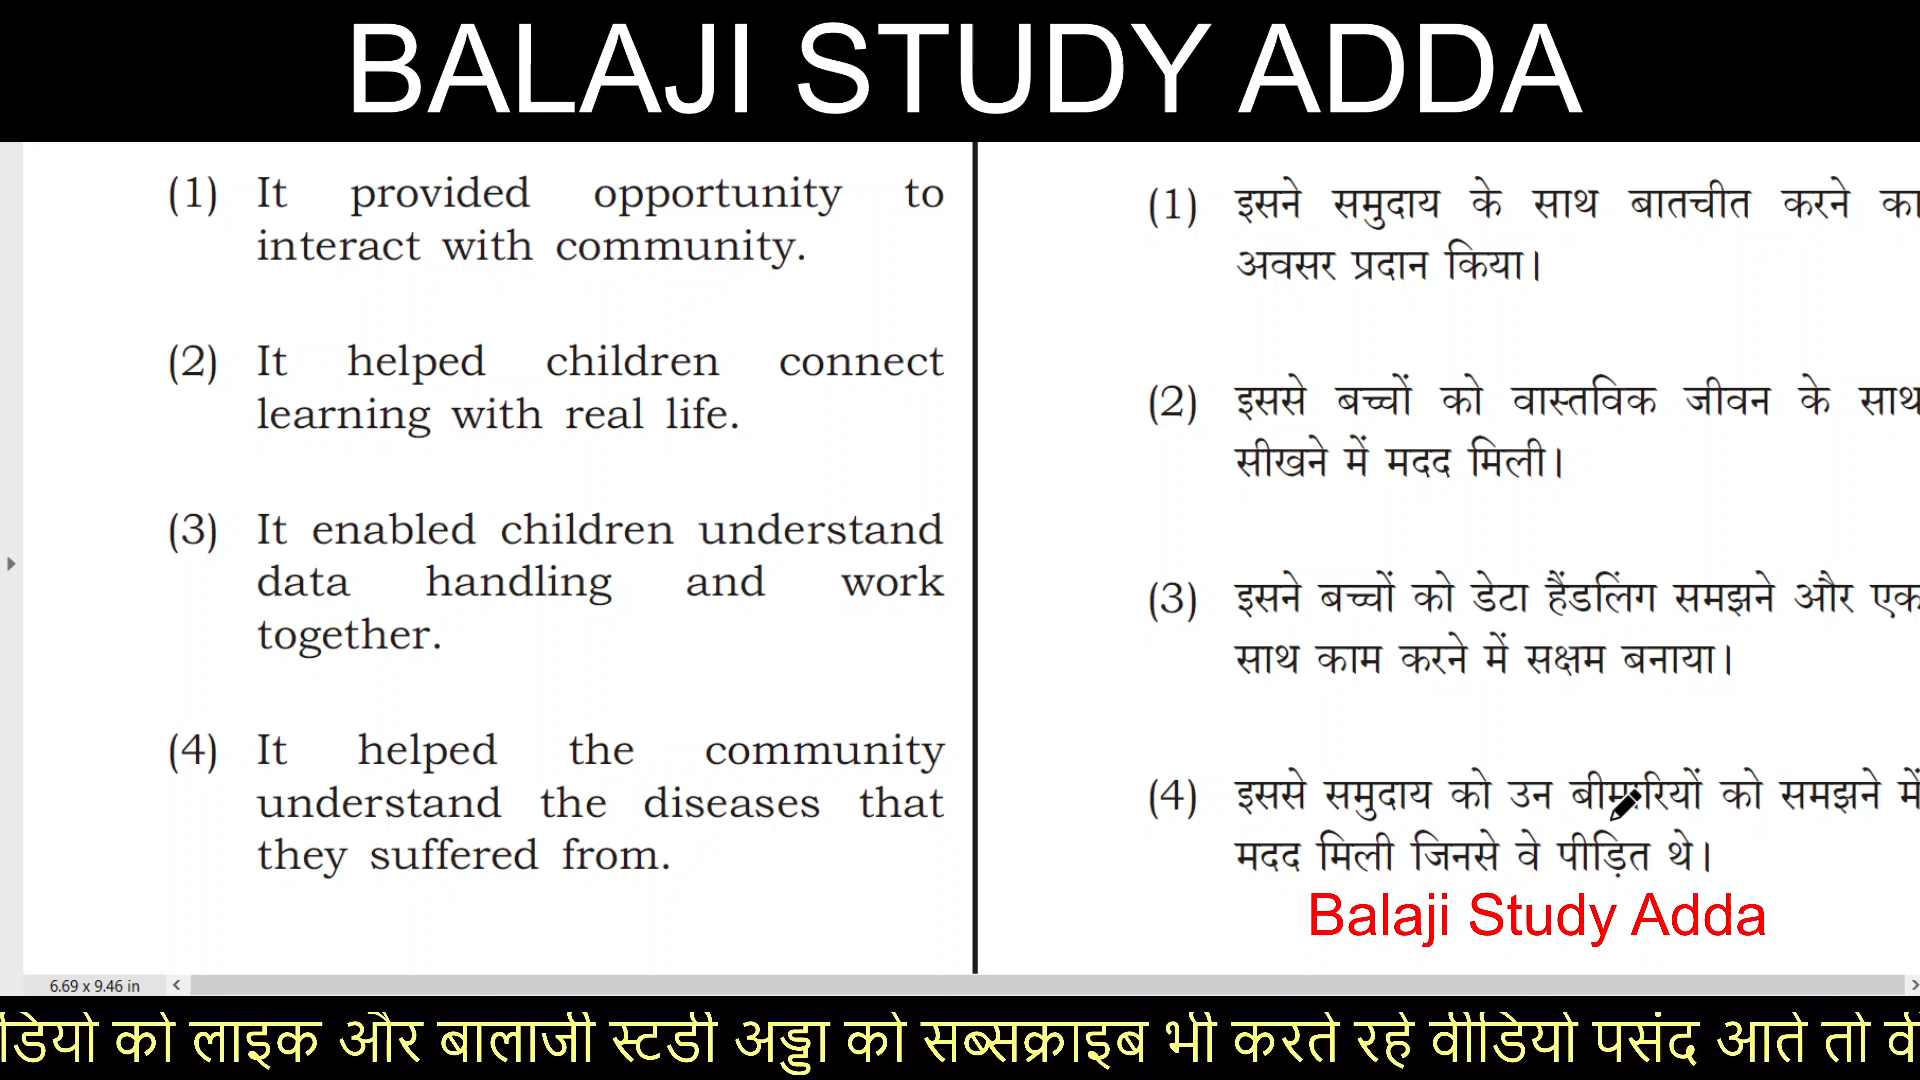 BALAJI STUDY ADDA
(1) It provided opportunity to
interact with community.
(2) It helped children connect
learning with real life.
(3) It enabled children understand
data handling and work
together.
(4) It helped the community
understand the diseases that
they suffered from.
(1) इसने समुदाय के साथ बातचीत करने का
अवसर प्रदान किया।
(2) इससे बच्चों को वास्तविक जीवन के साथ
सीखने में मदद मिली।
(3) इसने बच्चों को डेटा हैंडलिंग समझने और एक
साथ काम करने में सक्षम बनाया।
(4) इससे समुदाय को उन बीमारियों को समझने में
मदद मिली जिनसे वे पीड़ित थे।
Balaji Study Adda
6.69 x 9.46 in
को लाइक और बालाजी स्टडी अड्डा को सब्सक्राइब भी करते रहे वीडियो पसंद आते तो